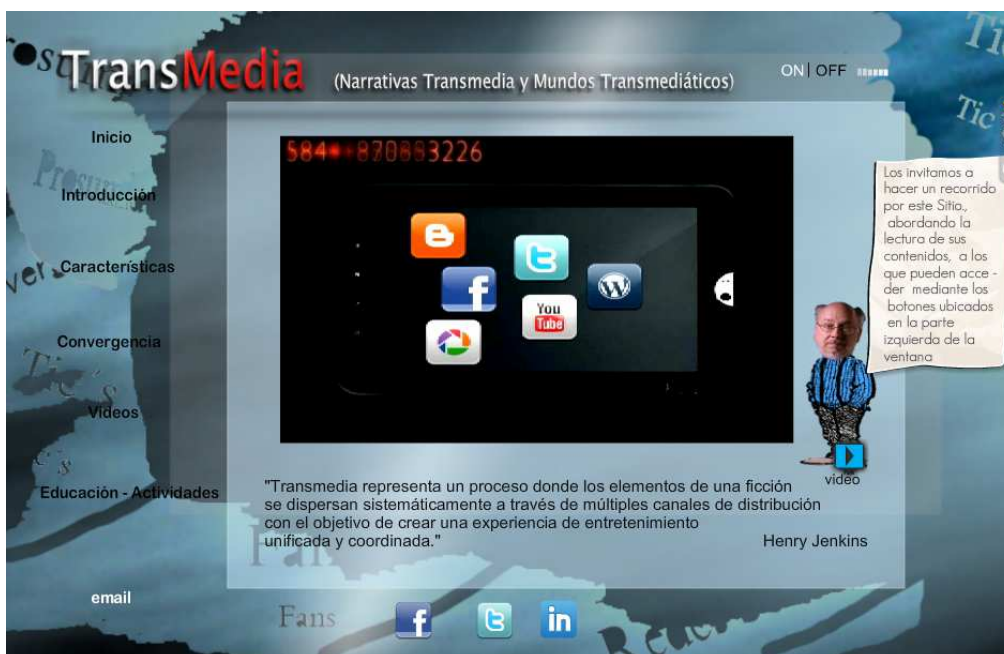 TransMedia
(Narrativas Transmedia y Mundos Transmediáticos)
ON| OFF
Inicio
Introducción
Características
Convergencia
Videos
Educación - Actividades
email
Los invitamos a
hacer un recorrido
por este Sitio.,
abordando la
lectura de sus
contenidos, a los
que pueden acce -
der mediante los
botones ubicados
en la parte
izquierda de la
ventana
video
You
Tube
"Transmedia representa un proceso donde los elementos de una ficción
se dispersan sistemáticamente a través de múltiples canales de distribución
con el objetivo de crear una experiencia de entretenimiento
unificada y coordinada."
Henry Jenkins
Fans
in